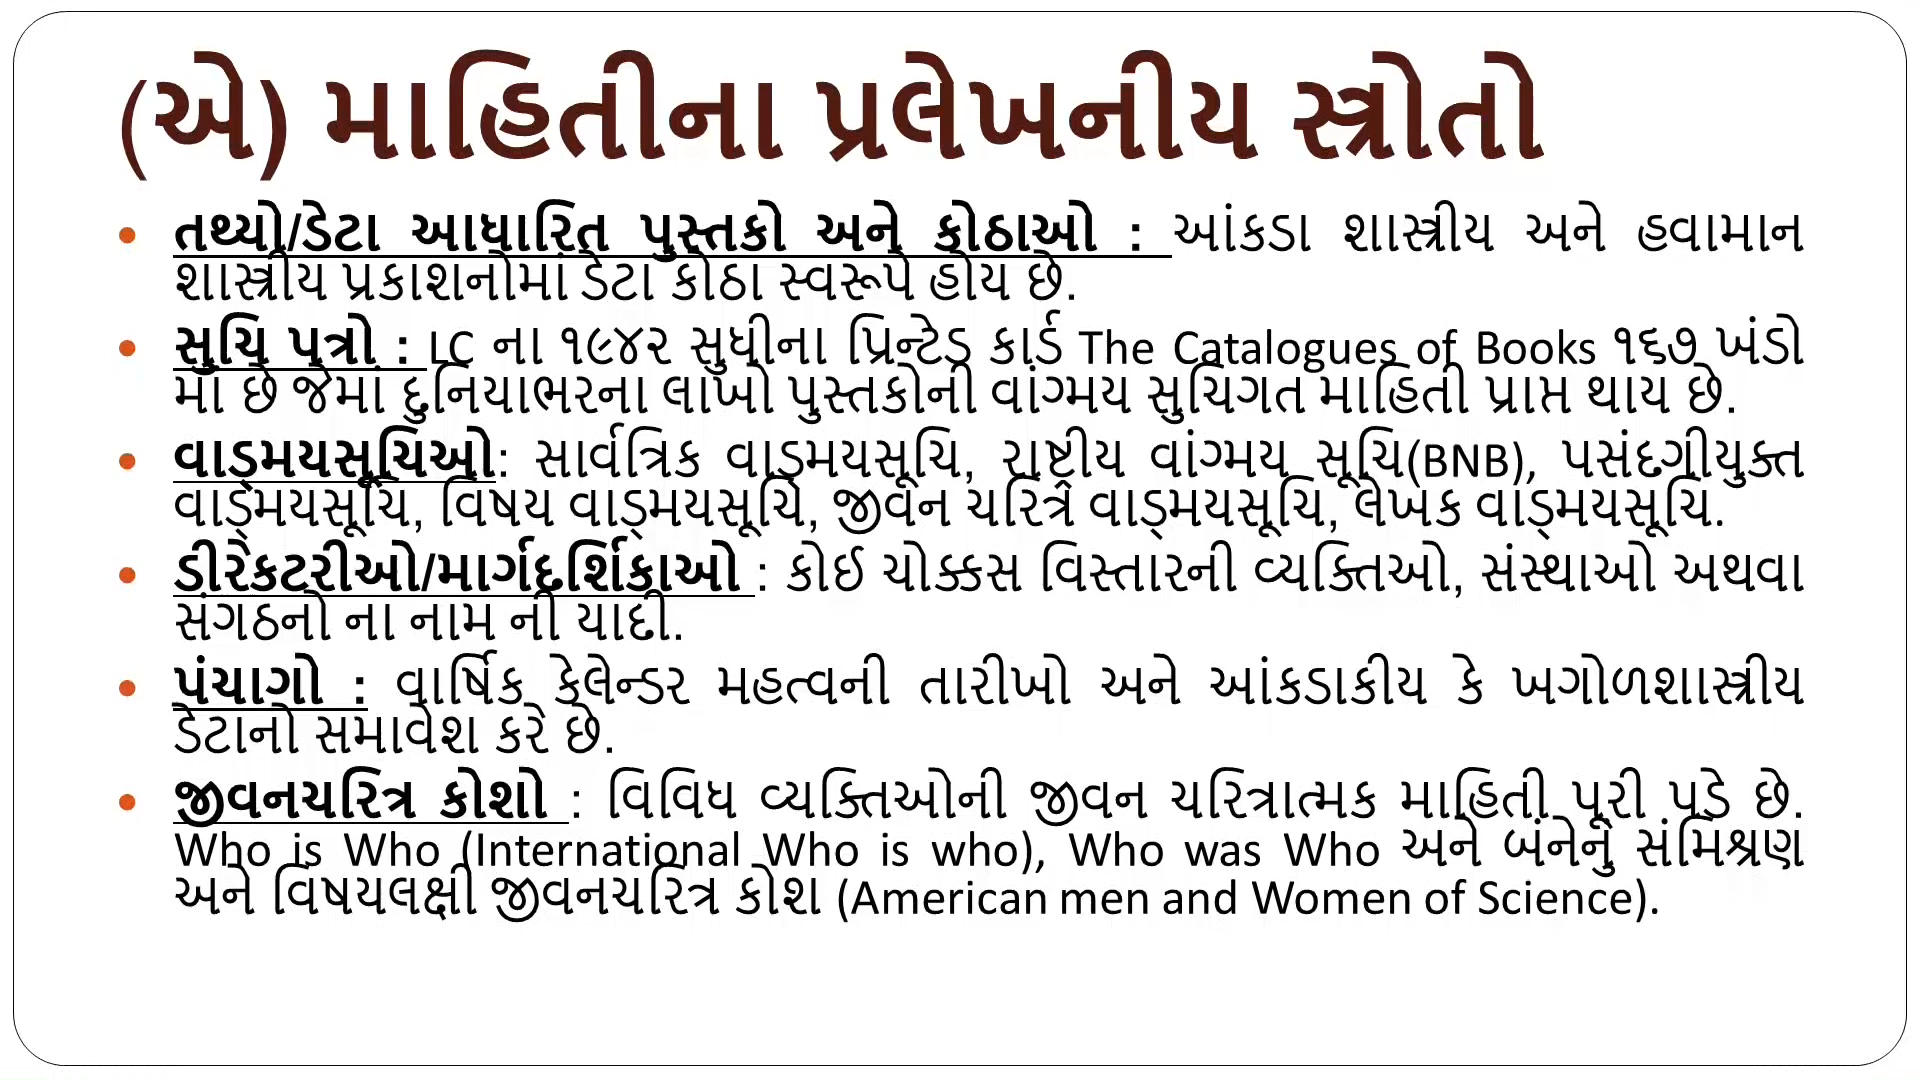 (એ) માહિતીના પ્રલેખનીય સ્ત્રોતો
• તથ્યો/ડેટા આધારિત પુસ્તકો અને કોઠાઓ : આંકડા શાસ્ત્રીય અને હવામાન
શાસ્ત્રીય પ્રકાશનોમાં ડેટા કોઠા સ્વરૂપે હોય છે.
• સુચિ પત્રો : LC ના ૧૯૪૨ સુધીના પ્રિન્ટેડ કાર્ડ The Catalogues of Books ૧૬૭ ખંડો
માં છે જેમાં દુનિયાભરના લાખો પુસ્તકોની વાંગ્મય સુચિગત માહિતી પ્રાપ્ત થાય છે.
• વાડ્મયસૂચિઓ: સાર્વત્રિક વાડ્મયસૂચિ, રાષ્ટ્રીય વાંગ્મય સૂચિ(BNB), પસંદગીયુક્ત
વાડ્મયસૂચિ, વિષય વાડ્મયસૂચિ, જીવન ચરિત્ર વાડ્મયસૂચિ, લેખક વાડ્મયસૂચિ.
• ડીરેકટરીઓ/માર્ગદર્શિકાઓ : કોઈ ચોક્કસ વિસ્તારની વ્યક્તિઓ, સંસ્થાઓ અથવા
સંગઠનો ના નામ ની યાદી.
• પંચાગો : વાર્ષિક કેલેન્ડર મહત્વની તારીખો અને આંકડાકીય કે ખગોળશાસ્ત્રીય
ડેટાનો સમાવેશ કરે છે.
• જીવનચરિત્ર કોશો : વિવિધ વ્યક્તિઓની જીવન ચરિત્રાત્મક માહિતી પૂરી પડે છે.
Who is Who (International Who is who), Who was Who અને બંનેનું સંમિશ્રણ
અને વિષયલક્ષી જીવનચરિત્ર કોશ (American men and Women of Science).